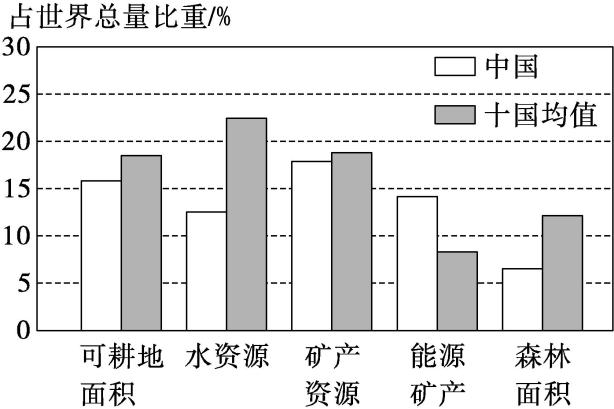 占世界总量比重/%
30
25
20
15
10
5
0
中国
十国均值
可耕地
面积
水资源
矿产
资源
能源
矿产
森林
面积